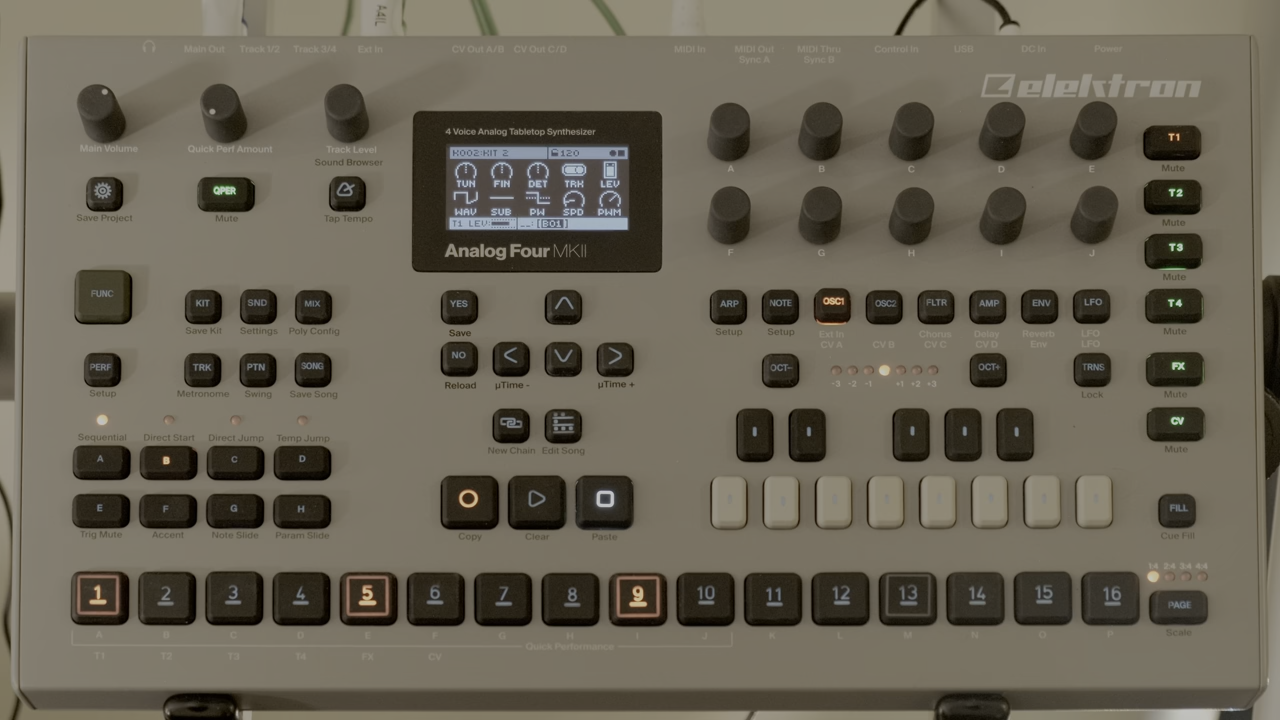 A4IL
Main Out Track 1/2 Track 3/4 Ext In CV Out A/B CV Out C/D MIDI In MIDI Out MIDI Thru Control In USB DC In Power
Sync A Sync B
elektron
Main Volume Quick Perf Amount Track Level
Sound Browser
4 Voice Analog Tabletop Synthesizer
K002:KIT 2 120
TUN FIN DET TRK LEV
WAV SUB PW SPD PWM
T1 LEV: --: [B01]
Analog Four MKII
A B C D E
F G H I J
T1
Mute
T2
Mute
T3
Mute
T4
Mute
FX
Mute
CV
Mute
QPER
Save Project Mute Tap Tempo
FUNC KIT SND MIX
Save Kit Settings Poly Config
PERF TRK PTN SONG
Setup Metronome Swing Save Song
YES
Save
NO < >
Reload µTime - µTime +
New Chain Edit Song
ARP NOTE OSC1 OSC2 FLTR AMP ENV LFO
Setup Setup Ext In Chorus Delay Reverb LFO
CV A CV B CV C CV D Env LFO
OCT- OCT+ TRNS
-3 -2 -1 +1 +2 +3 Lock
Sequential Direct Start Direct Jump Temp Jump
A B C D
E F G H
Trig Mute Accent Note Slide Param Slide
Copy Clear Paste
FILL
Cue Fill
1:4 2:4 3:4 4:4
1 2 3 4 5 6 7 8 9 10 11 12 13 14 15 16 PAGE
A B C D E F G H I J K L M N O P Scale
Quick Performance
T1 T2 T3 T4 FX CV